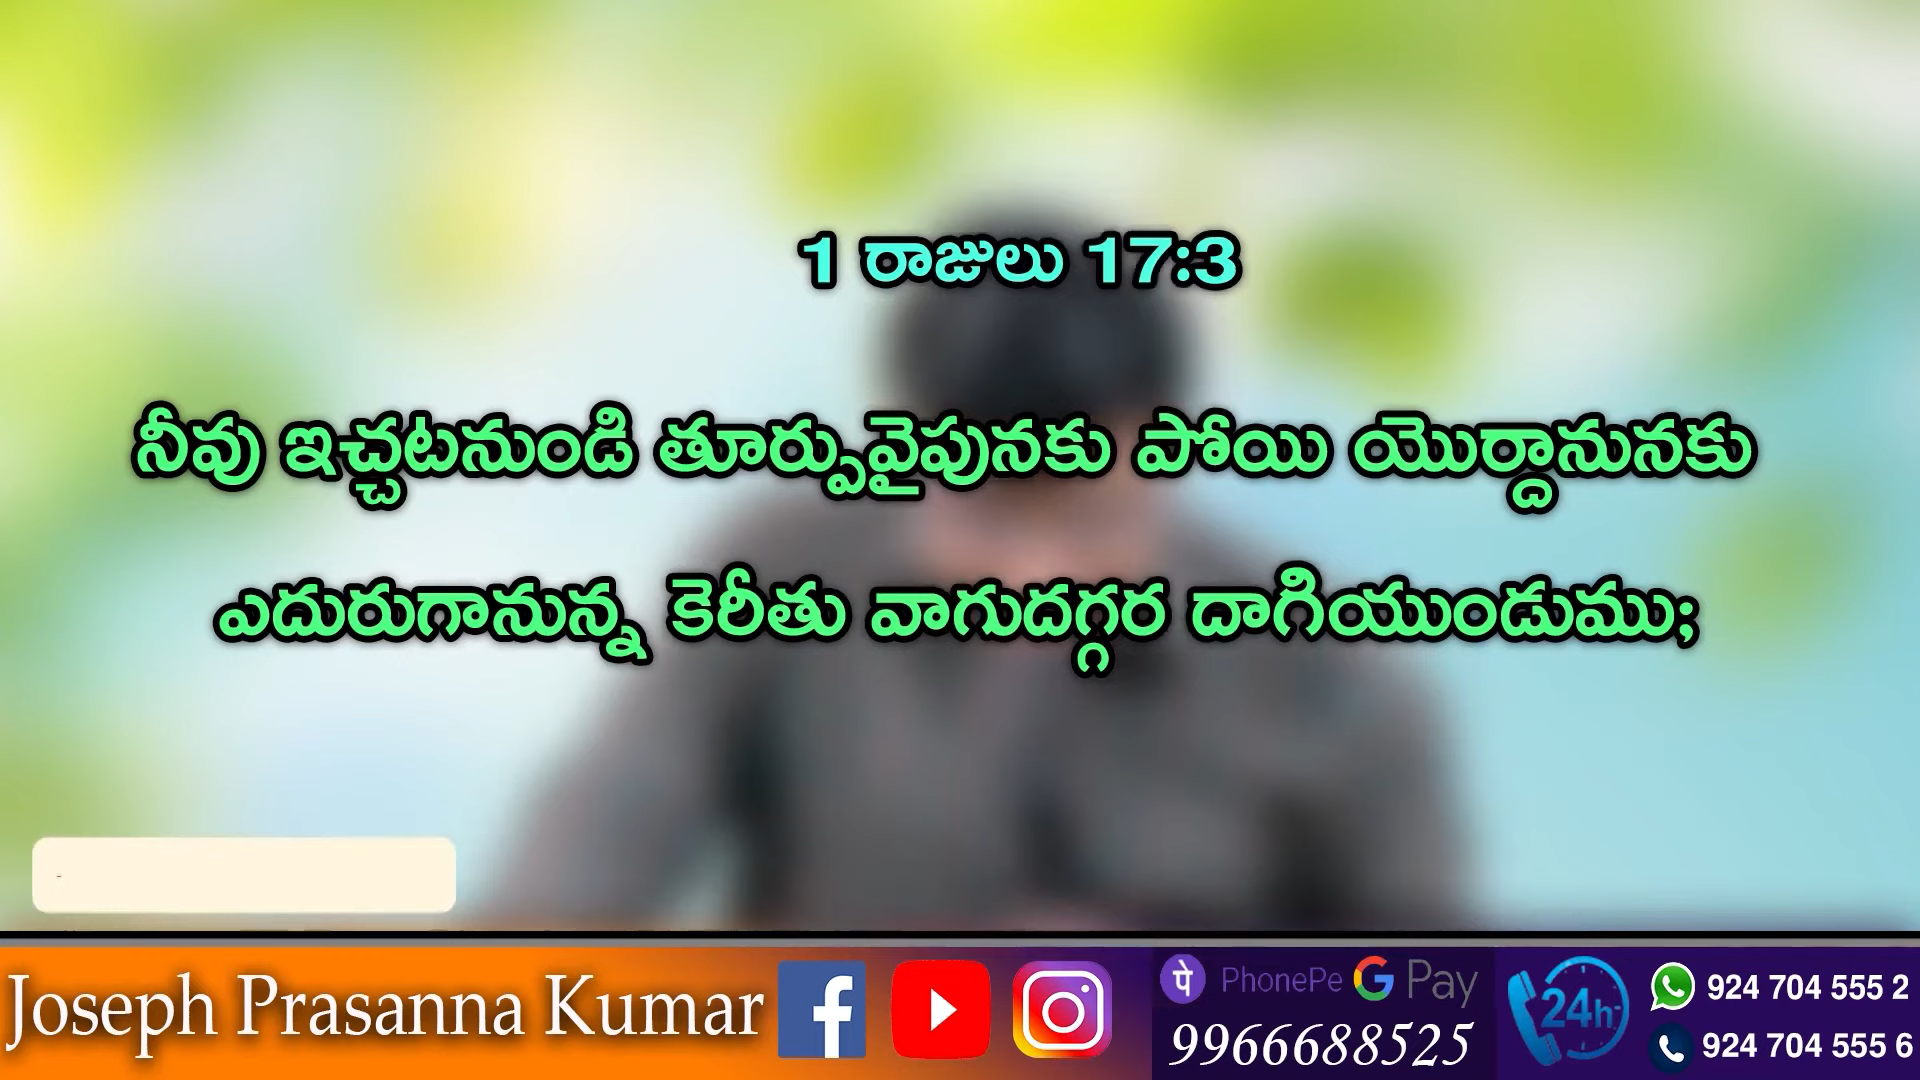 1 రాజులు 17:3
నీవు ఇచ్చటనుండి తూర్పువైపునకు పోయి యొర్దానునకు
ఎదురుగానున్న కెరీతు వాగుదగ్గర దాగియుండుము;
-
Joseph Prasanna Kumar
पे PhonePe G Pay
9966688525
24h
924 704 555 2
924 704 555 6